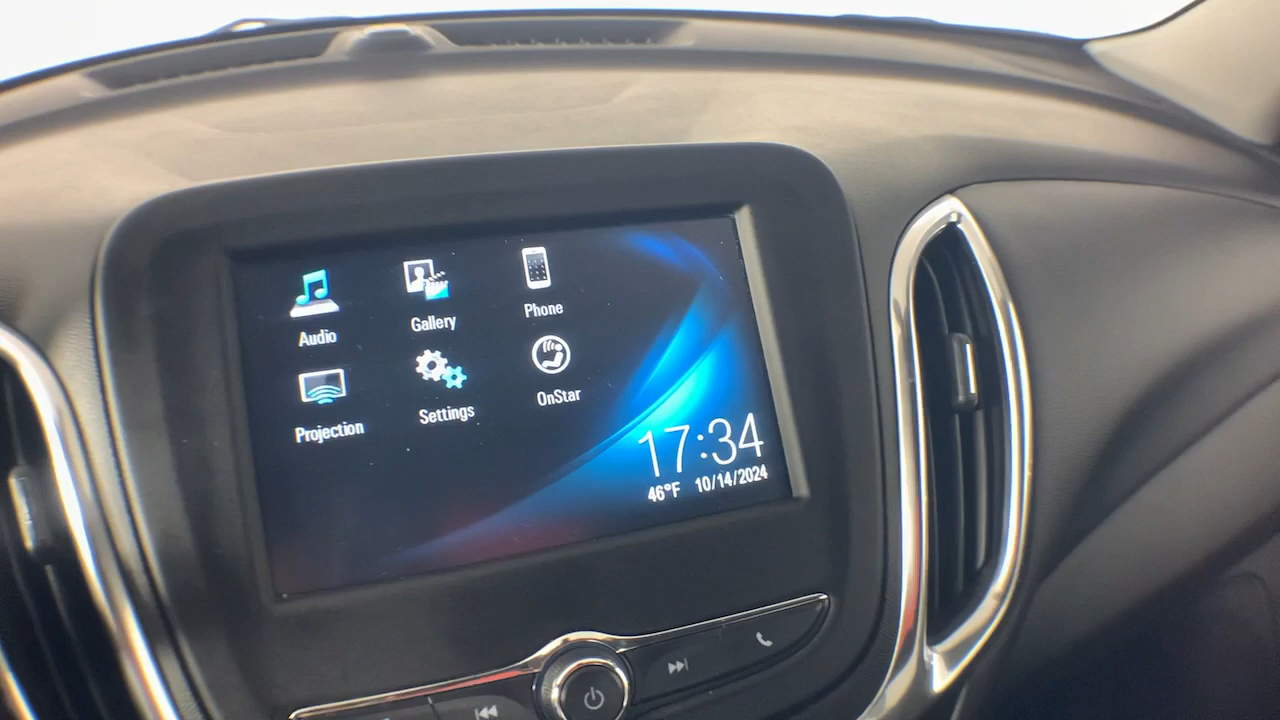 Audio
Gallery
Phone
Projection
Settings
OnStar
17:34
46°F 10/14/2024